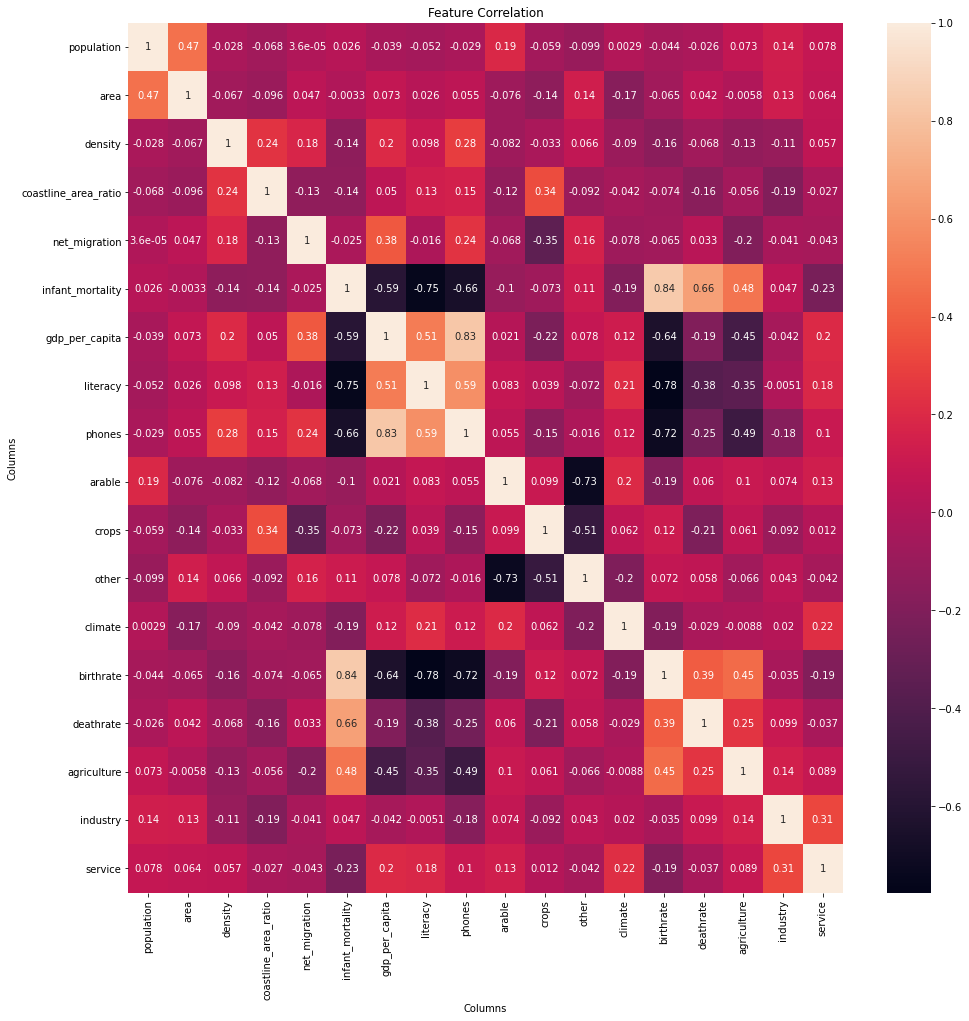 Feature Correlation
population 1 0.47 -0.028 -0.068 3.6e-05 0.026 -0.039 -0.052 -0.029 0.19 -0.059 -0.099 0.0029 -0.044 -0.026 0.073 0.14 0.078
area 0.47 1 -0.067 -0.096 0.047 -0.0033 0.073 0.026 0.055 -0.076 -0.14 0.14 -0.17 -0.065 0.042 -0.0058 0.13 0.064
density -0.028 -0.067 1 0.24 0.18 -0.14 0.2 0.098 0.28 -0.082 -0.033 0.066 -0.09 -0.16 -0.068 -0.13 -0.11 0.057
coastline_area_ratio -0.068 -0.096 0.24 1 -0.13 -0.14 0.05 0.13 0.15 -0.12 0.34 -0.092 -0.042 -0.074 -0.16 -0.056 -0.19 -0.027
net_migration 3.6e-05 0.047 0.18 -0.13 1 -0.025 0.38 -0.016 0.24 -0.068 -0.35 0.16 -0.078 -0.065 0.033 -0.2 -0.041 -0.043
infant_mortality 0.026 -0.0033 -0.14 -0.14 -0.025 1 -0.59 -0.75 -0.66 -0.1 -0.073 0.11 -0.19 0.84 0.66 0.48 0.047 -0.23
gdp_per_capita -0.039 0.073 0.2 0.05 0.38 -0.59 1 0.51 0.83 0.021 -0.22 0.078 0.12 -0.64 -0.19 -0.45 -0.042 0.2
literacy -0.052 0.026 0.098 0.13 -0.016 -0.75 0.51 1 0.59 0.083 0.039 -0.072 0.21 -0.78 -0.38 -0.35 -0.0051 0.18
phones -0.029 0.055 0.28 0.15 0.24 -0.66 0.83 0.59 1 0.055 -0.15 -0.016 0.12 -0.72 -0.25 -0.49 -0.18 0.1
arable 0.19 -0.076 -0.082 -0.12 -0.068 -0.1 0.021 0.083 0.055 1 0.099 -0.73 0.2 -0.19 0.06 0.1 0.074 0.13
crops -0.059 -0.14 -0.033 0.34 -0.35 -0.073 -0.22 0.039 -0.15 0.099 1 -0.51 0.062 0.12 -0.21 0.061 -0.092 0.012
other -0.099 0.14 0.066 -0.092 0.16 0.11 0.078 -0.072 -0.016 -0.73 -0.51 1 -0.2 0.072 0.058 -0.066 0.043 -0.042
climate 0.0029 -0.17 -0.09 -0.042 -0.078 -0.19 0.12 0.21 0.12 0.2 0.062 -0.2 1 -0.19 -0.029 -0.0088 0.02 0.22
birthrate -0.044 -0.065 -0.16 -0.074 -0.065 0.84 -0.64 -0.78 -0.72 -0.19 0.12 0.072 -0.19 1 0.39 0.45 -0.035 -0.19
deathrate -0.026 0.042 -0.068 -0.16 0.033 0.66 -0.19 -0.38 -0.25 0.06 -0.21 0.058 -0.029 0.39 1 0.25 0.099 -0.037
agriculture 0.073 -0.0058 -0.13 -0.056 -0.2 0.48 -0.45 -0.35 -0.49 0.1 0.061 -0.066 -0.0088 0.45 0.25 1 0.14 0.089
industry 0.14 0.13 -0.11 -0.19 -0.041 0.047 -0.042 -0.0051 -0.18 0.074 -0.092 0.043 0.02 -0.035 0.099 0.14 1 0.31
service 0.078 0.064 0.057 -0.027 -0.043 -0.23 0.2 0.18 0.1 0.13 0.012 -0.042 0.22 -0.19 -0.037 0.089 0.31 1
Columns
population area density coastline_area_ratio net_migration infant_mortality gdp_per_capita literacy phones arable crops other climate birthrate deathrate agriculture industry service
Columns
1.0
0.8
0.6
0.4
0.2
0.0
-0.2
-0.4
-0.6